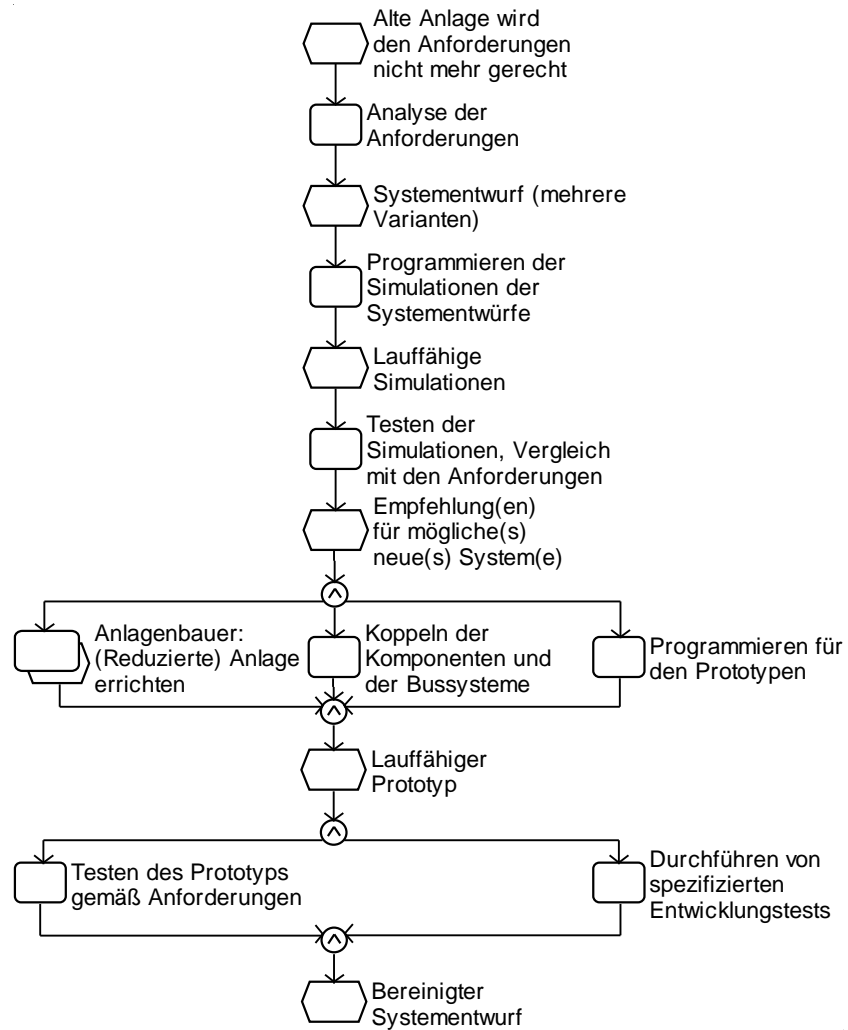 Alte Anlage wird
den Anforderungen
nicht mehr gerecht
Analyse der
Anforderungen
Systementwurf (mehrere
Varianten)
Programmieren der
Simulationen der
Systementwürfe
Lauffähige
Simulationen
Testen der
Simulationen, Vergleich
mit den Anforderungen
Empfehlung(en)
für mögliche(s)
neue(s) System(e)
Anlagenbauer:
(Reduzierte) Anlage
errichten
Koppeln der
Komponenten und
der Bussysteme
Programmieren für
den Prototypen
Lauffähiger
Prototyp
Testen des Prototyps
gemäß Anforderungen
Durchführen von
spezifizierten
Entwicklungstests
Bereinigter
Systementwurf